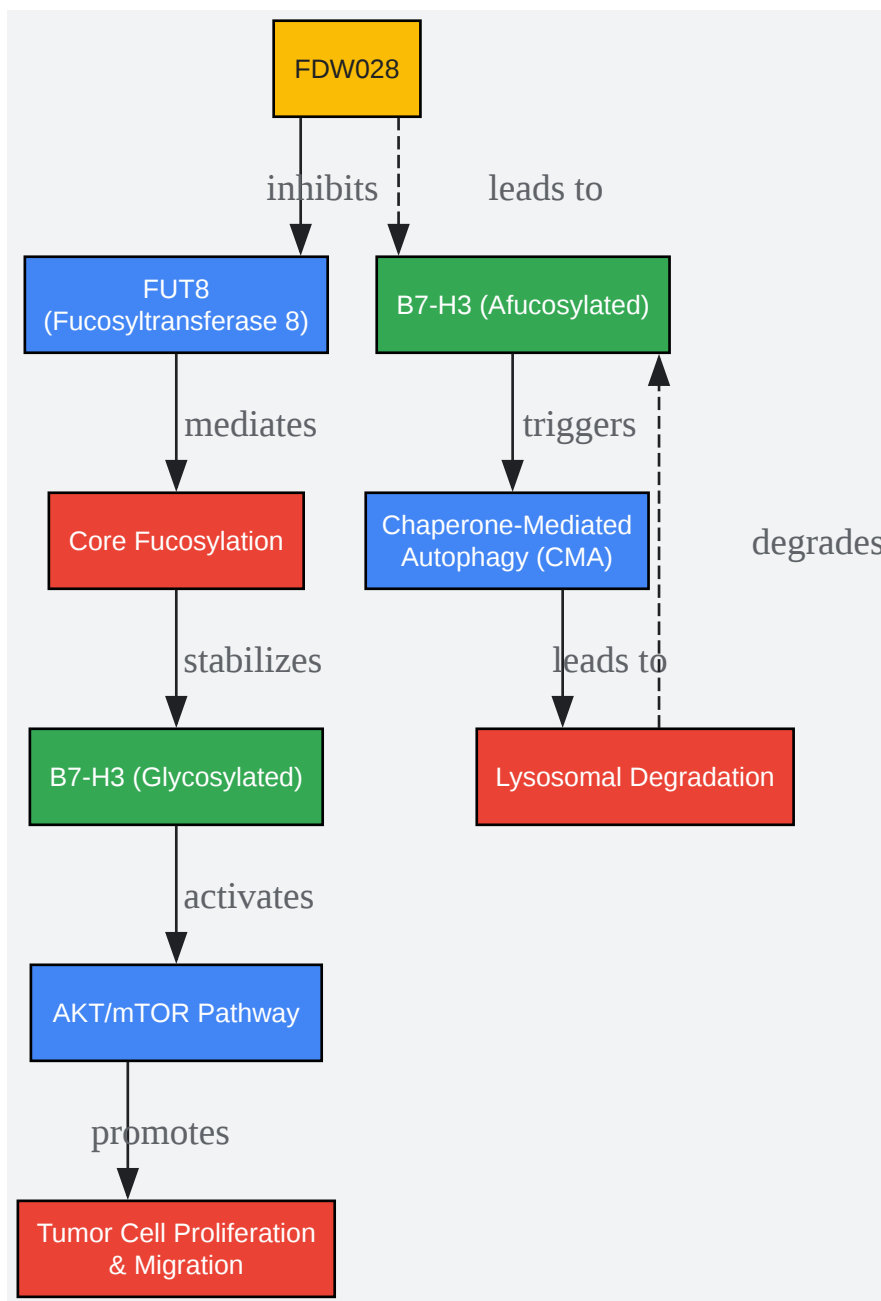 FDW028
inhibits
leads to
FUT8
(Fucosyltransferase 8)
B7-H3 (Afucosylated)
mediates
triggers
Core Fucosylation
Chaperone-Mediated
Autophagy (CMA)
degrades
stabilizes
leads to
B7-H3 (Glycosylated)
Lysosomal Degradation
activates
AKT/mTOR Pathway
promotes
Tumor Cell Proliferation
& Migration